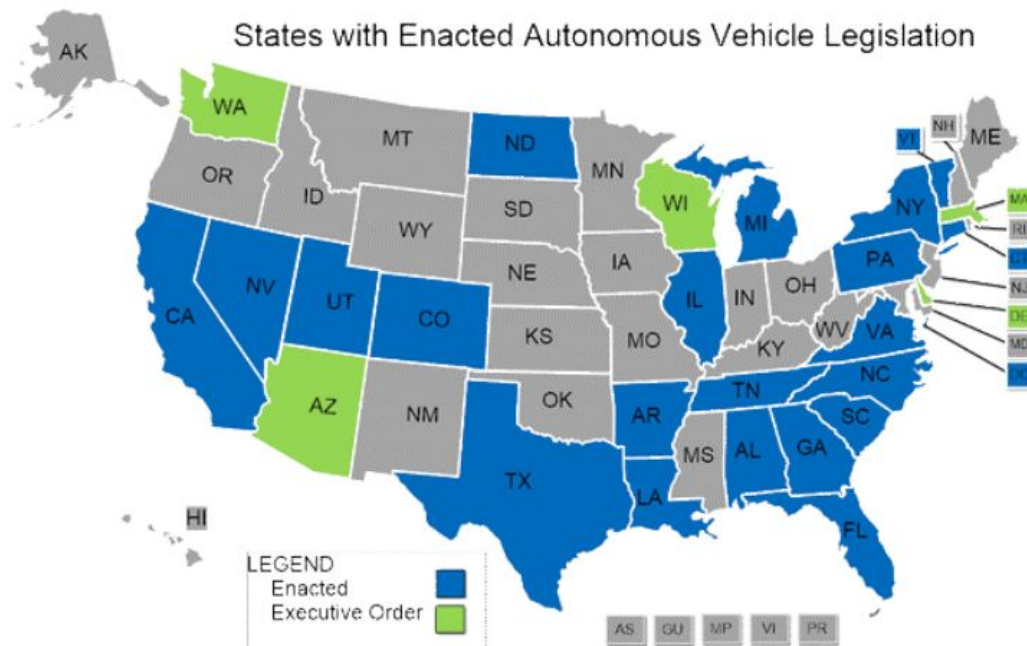 States with Enacted Autonomous Vehicle Legislation
AK
WA
MT
ND
MN
VT
NH
ME
OR
ID
SD
WI
MI
NY
MA
WY
RI
IA
PA
CT
NE
NJ
NV
UT
CO
IL
IN
OH
DE
CA
KS
MO
WV
VA
MD
KY
DC
AZ
NM
OK
AR
TN
NC
SC
MS
AL
GA
TX
LA
FL
HI
LEGEND
Enacted
Executive Order
AS GU MP VI PR